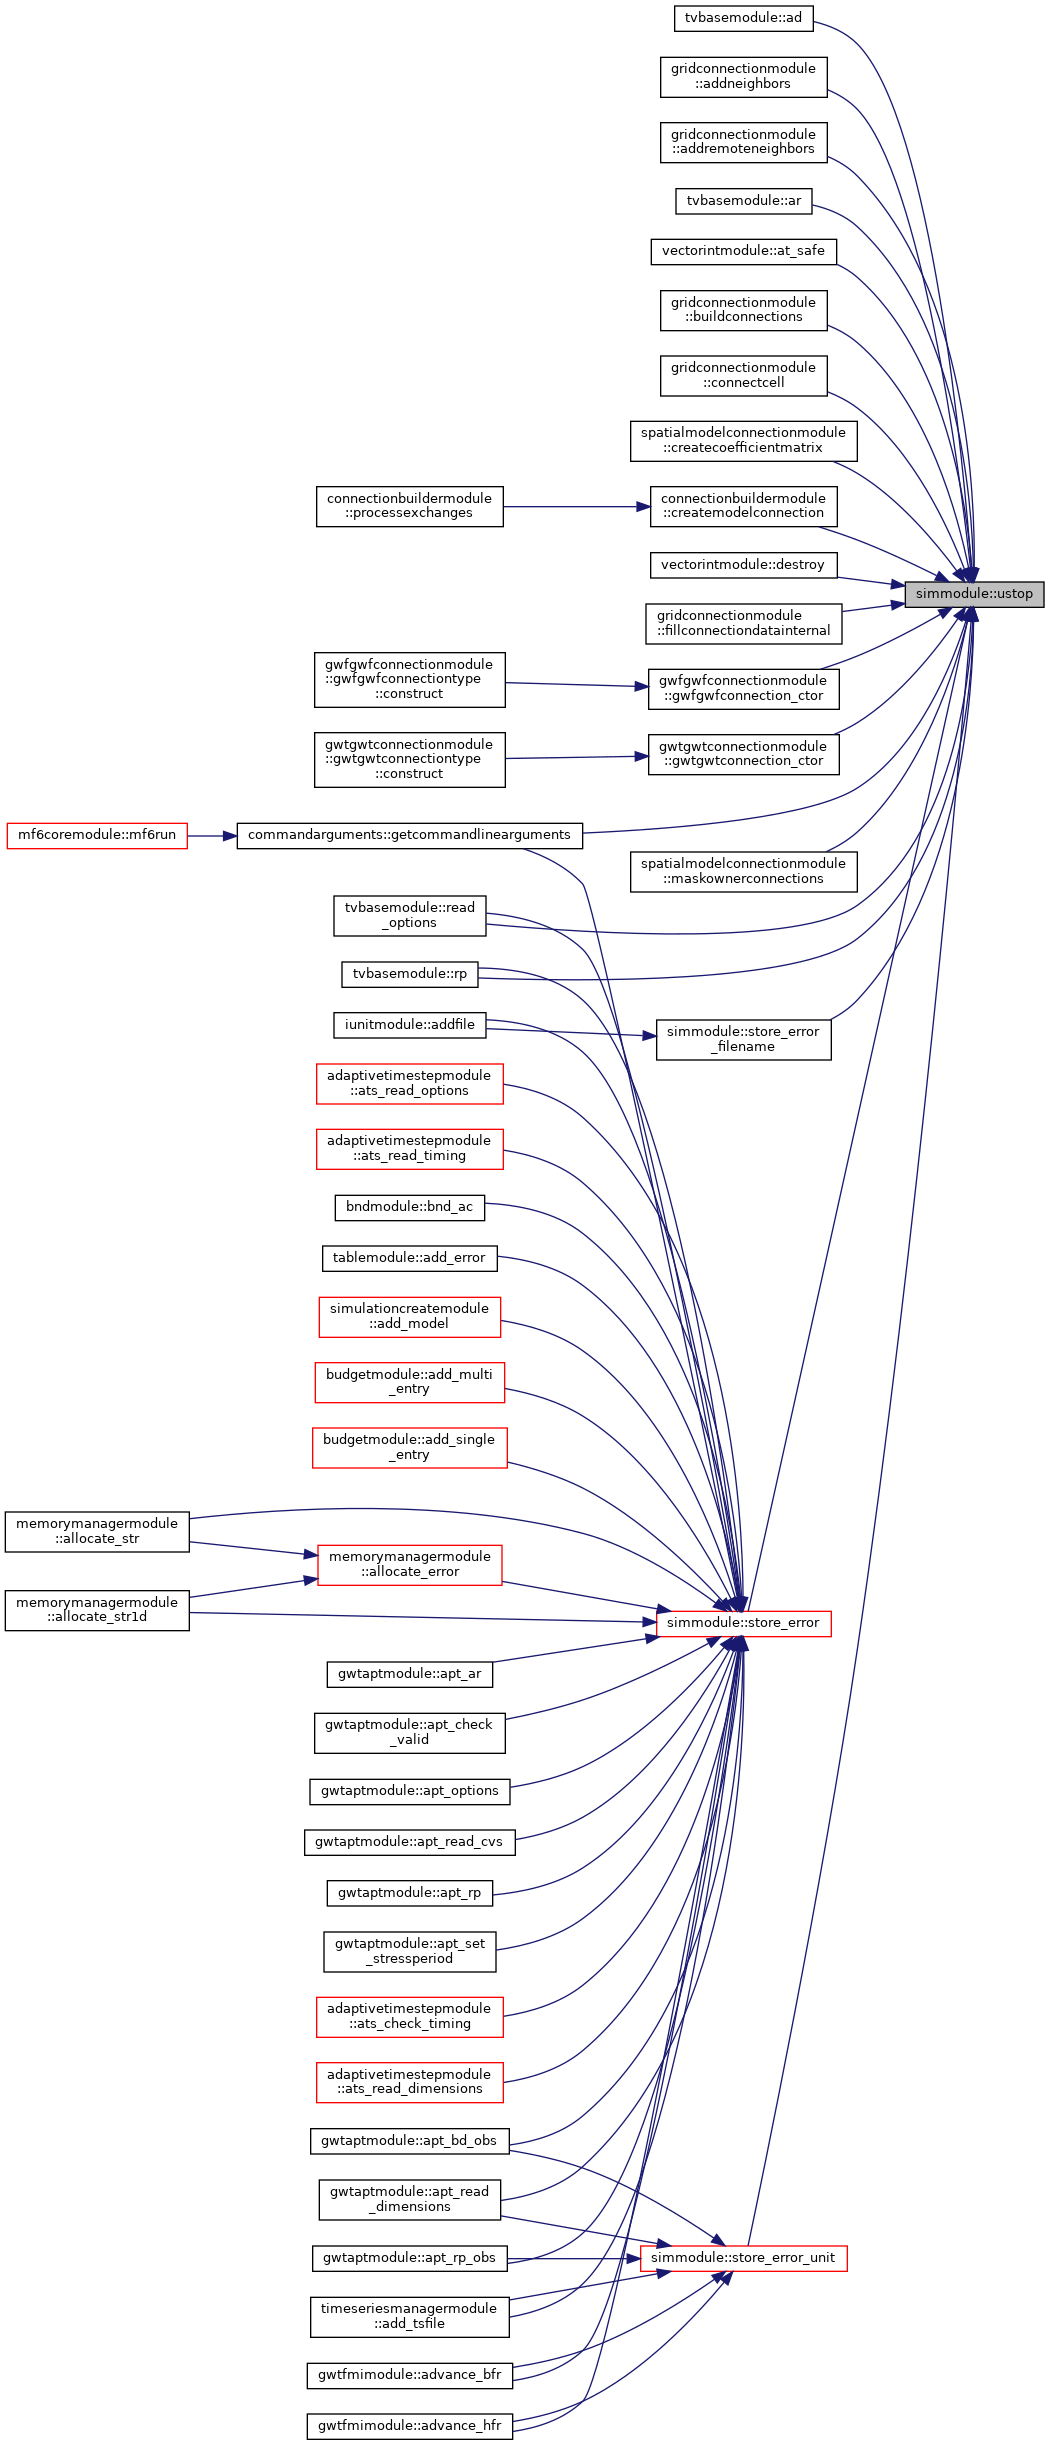 tvbasemodule::ad
gridconnectionmodule
::addneighbors
gridconnectionmodule
::addremoteneighbors
tvbasemodule::ar
vectorintmodule::at_safe
gridconnectionmodule
::buildconnections
gridconnectionmodule
::connectcell
spatialmodelconnectionmodule
::createcoefficientmatrix
connectionbuildermodule
::processexchanges
connectionbuildermodule
::createmodelconnection
vectorintmodule::destroy
simmodule::ustop
gridconnectionmodule
::fillconnectiondatainternal
gwfgwfconnectionmodule
::gwfgwfconnectiontype
::construct
gwfgwfconnectionmodule
::gwfgwfconnection_ctor
gwtgwtconnectionmodule
::gwtgwtconnectiontype
::construct
gwtgwtconnectionmodule
::gwtgwtconnection_ctor
mf6coremodule::mf6run
commandarguments::getcommandlinearguments
spatialmodelconnectionmodule
::maskownerconnections
tvbasemodule::read
_options
tvbasemodule::rp
iunitmodule::addfile
simmodule::store_error
_filename
adaptivetimestepmodule
::ats_read_options
adaptivetimestepmodule
::ats_read_timing
bndmodule::bnd_ac
tablemodule::add_error
simulationcreatemodule
::add_model
budgetmodule::add_multi
_entry
budgetmodule::add_single
_entry
memorymanagermodule
::allocate_str
memorymanagermodule
::allocate_error
memorymanagermodule
::allocate_str1d
simmodule::store_error
gwtaptmodule::apt_ar
gwtaptmodule::apt_check
_valid
gwtaptmodule::apt_options
gwtaptmodule::apt_read_cvs
gwtaptmodule::apt_rp
gwtaptmodule::apt_set
_stressperiod
adaptivetimestepmodule
::ats_check_timing
adaptivetimestepmodule
::ats_read_dimensions
gwtaptmodule::apt_bd_obs
gwtaptmodule::apt_read
_dimensions
gwtaptmodule::apt_rp_obs
simmodule::store_error_unit
timeseriesmanagermodule
::add_tsfile
gwtfmimodule::advance_bfr
gwtfmimodule::advance_hfr